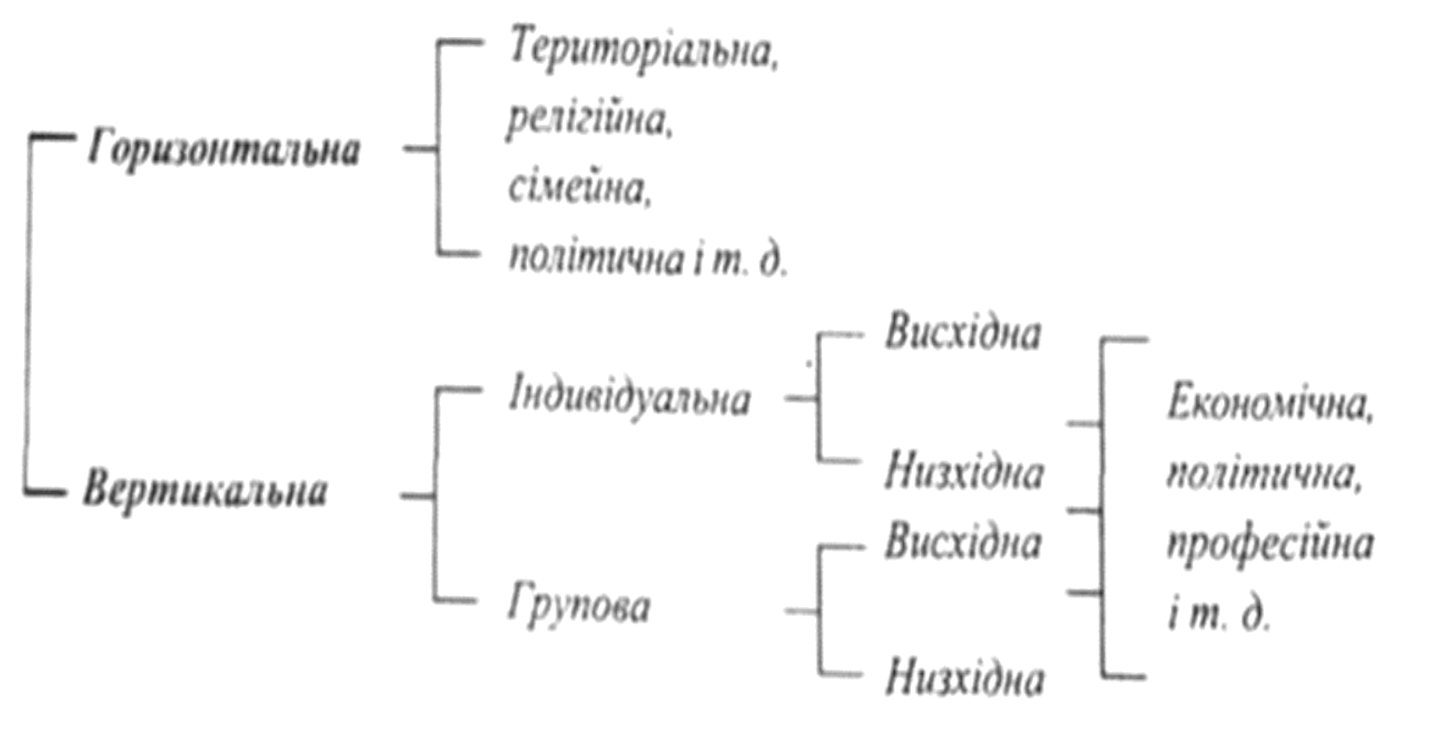 Територіальна,
релігійна,
Горизонтальна
сімейна,
політична і т. д.
Вертикальна
Індивідуальна
Групова
Висхідна
Низхідна
Висхідна
Низхідна
Економічна,
політична,
професійна
і т. д.